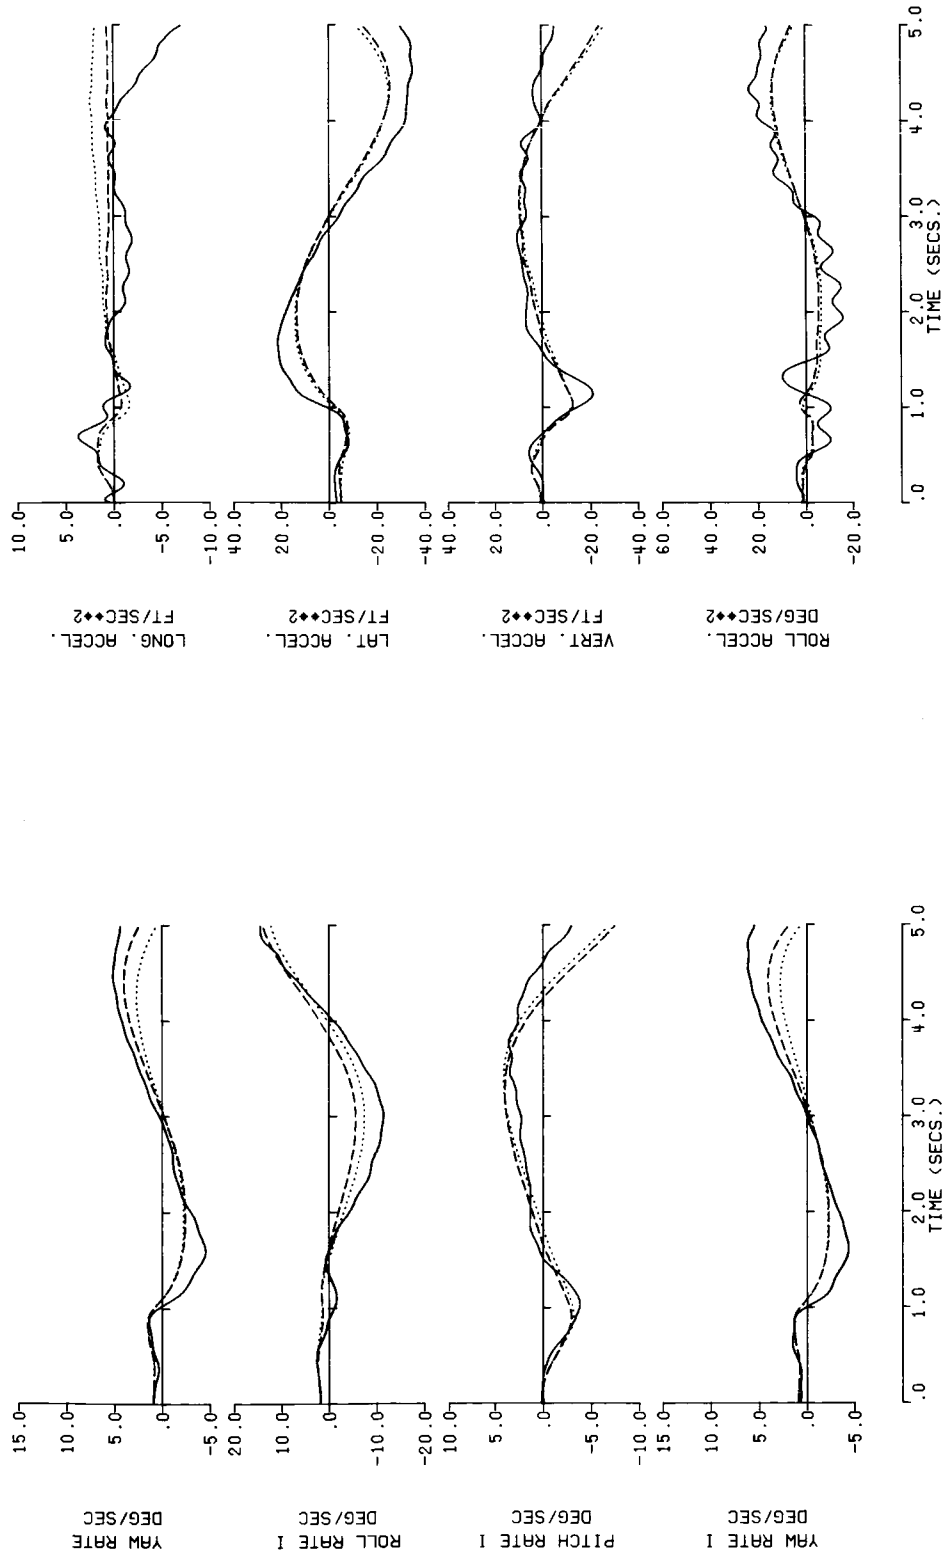 YAW RATE
DEG/SEC
15.0
10.0
5.0
.0
-5.0
ROLL RATE I
DEG/SEC
20.0
10.0
.0
-10.0
-20.0
PITCH RATE I
DEG/SEC
10.0
5.0
.0
-5.0
-10.0
YAW RATE I
DEG/SEC
15.0
10.0
5.0
.0
-5.0
.0 1.0 2.0 3.0 4.0 5.0
TIME (SECS.)
LONG. ACCEL.
FT/SEC**2
10.0
5.0
.0
-5.0
-10.0
LAT. ACCEL.
FT/SEC**2
40.0
20.0
.0
-20.0
-40.0
VERT. ACCEL.
FT/SEC**2
40.0
20.0
.0
-20.0
-40.0
ROLL ACCEL.
DEG/SEC**2
60.0
40.0
20.0
.0
-20.0
.0 1.0 2.0 3.0 4.0 5.0
TIME (SECS.)